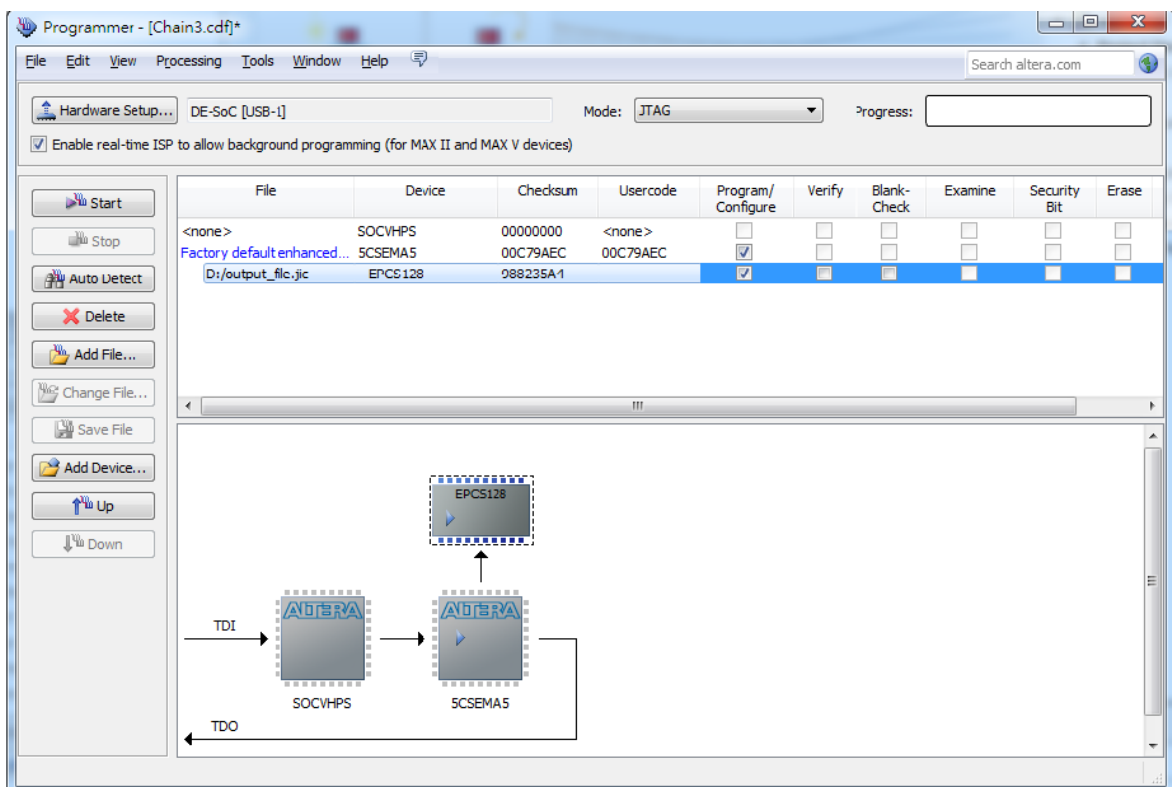 Programmer - [Chain3.cdf]*
File Edit View Processing Tools Window Help Search altera.com
Hardware Setup... DE-SoC [USB-1] Mode: JTAG Progress:
Enable real-time ISP to allow background programming (for MAX II and MAX V devices)
Start
Stop
Auto Detect
Delete
Add File...
Change File...
Save File
Add Device...
Up
Down
File Device Checksum Usercode Program/ Configure Verify Blank- Check Examine Security Bit Erase
<none> SOCVHPS 00000000 <none>
Factory default enhanced... 5CSEMA5 00C79AEC 00C79AEC
D:/output_file.jic EPCS128 988235A4
EPCS128
ALTERA ALTERA
TDI
SOCVHPS 5CSEMA5
TDO